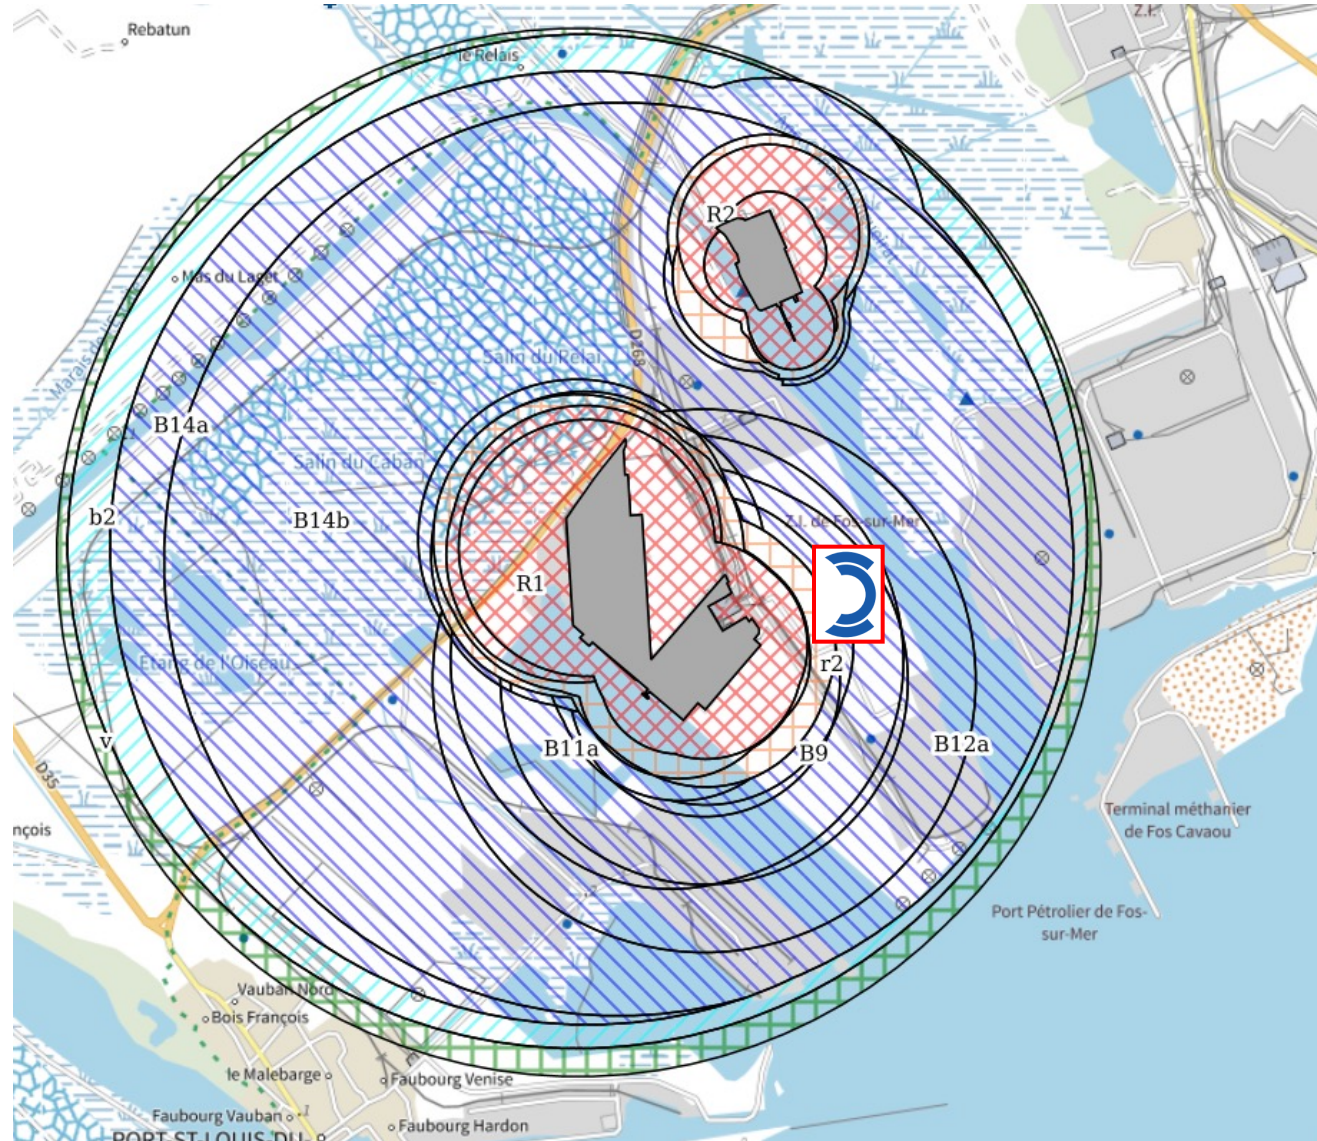 Rebatun
Z.I.
le Relais
R2
Mas du Laget
D268
Salin du Relai
Marais de
B14a
Salin du Caban
b2
B14b
Z.I. de Fos-sur-Mer
R1
r2
Etang de l'Oiseau
v
B11a
B9
B12a
D35
nçois
Terminal méthanier
de Fos Cavaou
Port Pétrolier de Fos-
sur-Mer
Vauban Nord
Bois François
le Malebarge
Faubourg Venise
Faubourg Vauban
Faubourg Hardon
PORT-ST-LOUIS-DU-